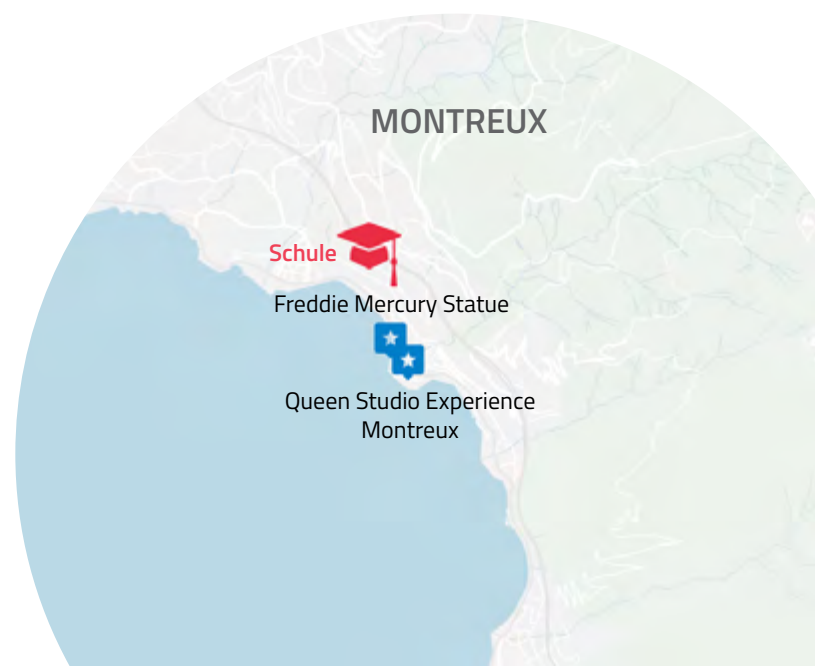 MONTREUX
Schule
Freddie Mercury Statue
Queen Studio Experience
Montreux